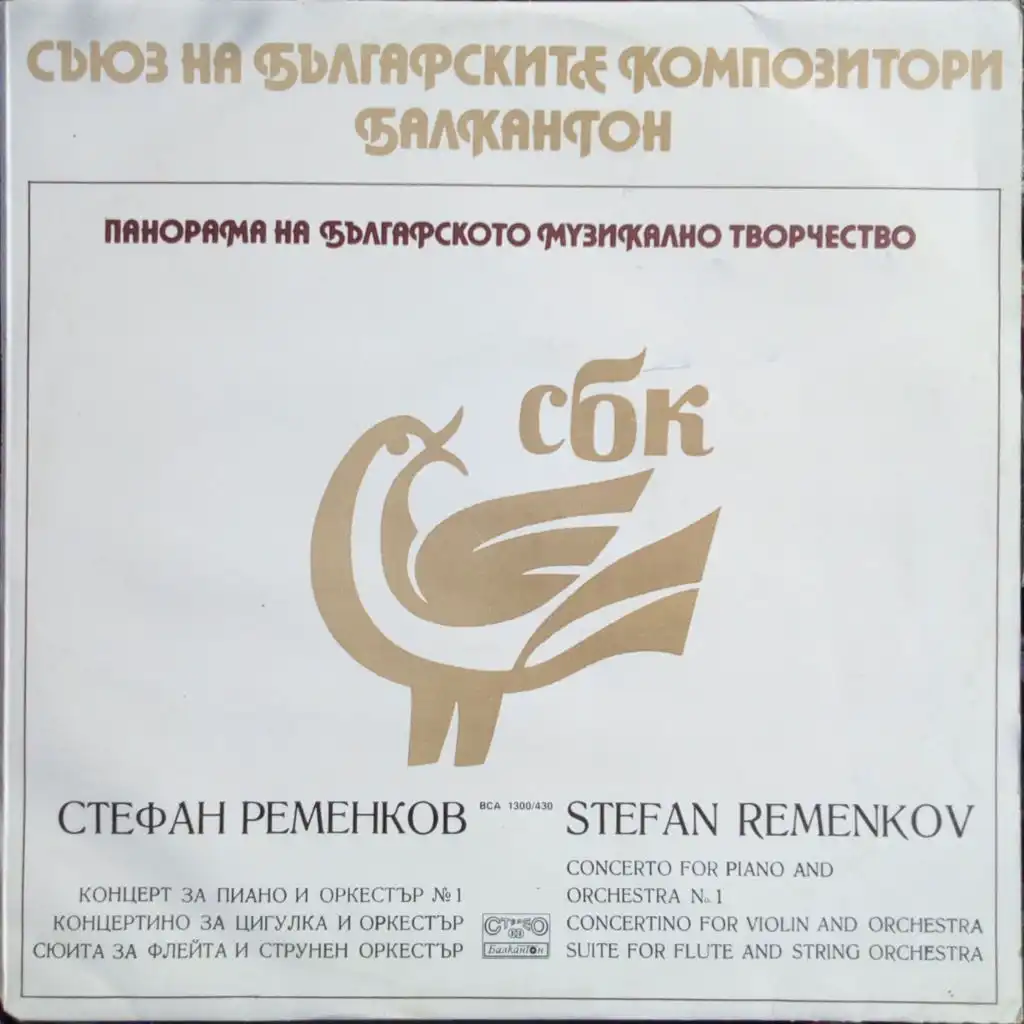 СЪЮЗ НА БЪЛГАРСКИТЕ КОМПОЗИТОРИ
БАЛКАНТОН
ПАНОРАМА НА БЪЛГАРСКОТО МУЗИКАЛНО ТВОРЧЕСТВО
сбк
СТЕФАН РЕМЕНКОВ
КОНЦЕРТ ЗА ПИАНО И ОРКЕСТЪР №1
КОНЦЕРТИНО ЗА ЦИГУЛКА И ОРКЕСТЪР
СЮИТА ЗА ФЛЕЙТА И СТРУНЕН ОРКЕСТЪР
ВСА 1300/430
СТЕРЕО
33
Балкантон
STEFAN REMENKOV
CONCERTO FOR PIANO AND
ORCHESTRA No. 1
CONCERTINO FOR VIOLIN AND ORCHESTRA
SUITE FOR FLUTE AND STRING ORCHESTRA